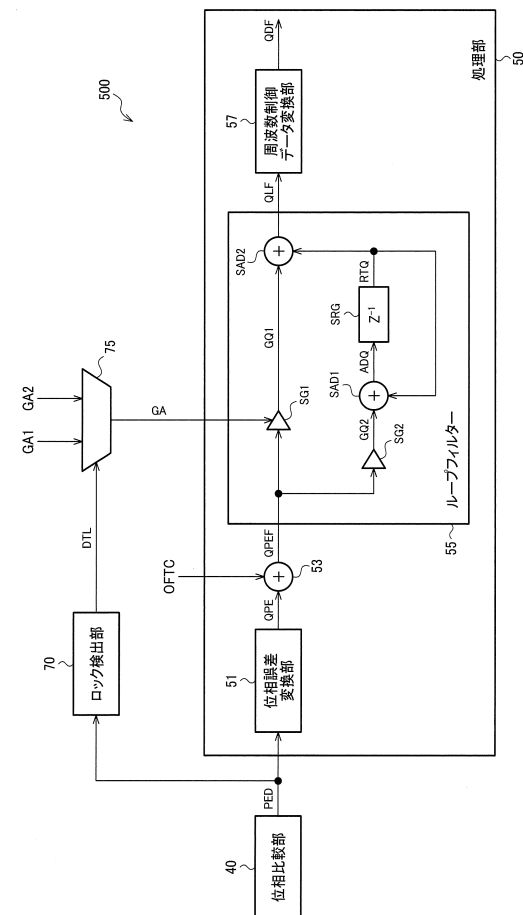 500
GA1
GA2
75
DTL
GA
70
ロック検出部
40
位相比較部
PED
51
位相誤差
変換部
QPE
OFTC
53
QPEF
SG1
GQ1
SAD2
SG2
GQ2
SAD1
ADQ
SRG
Z⁻¹
RTQ
ループフィルター
55
QLF
57
周波数制御
データ変換部
QDF
処理部
50